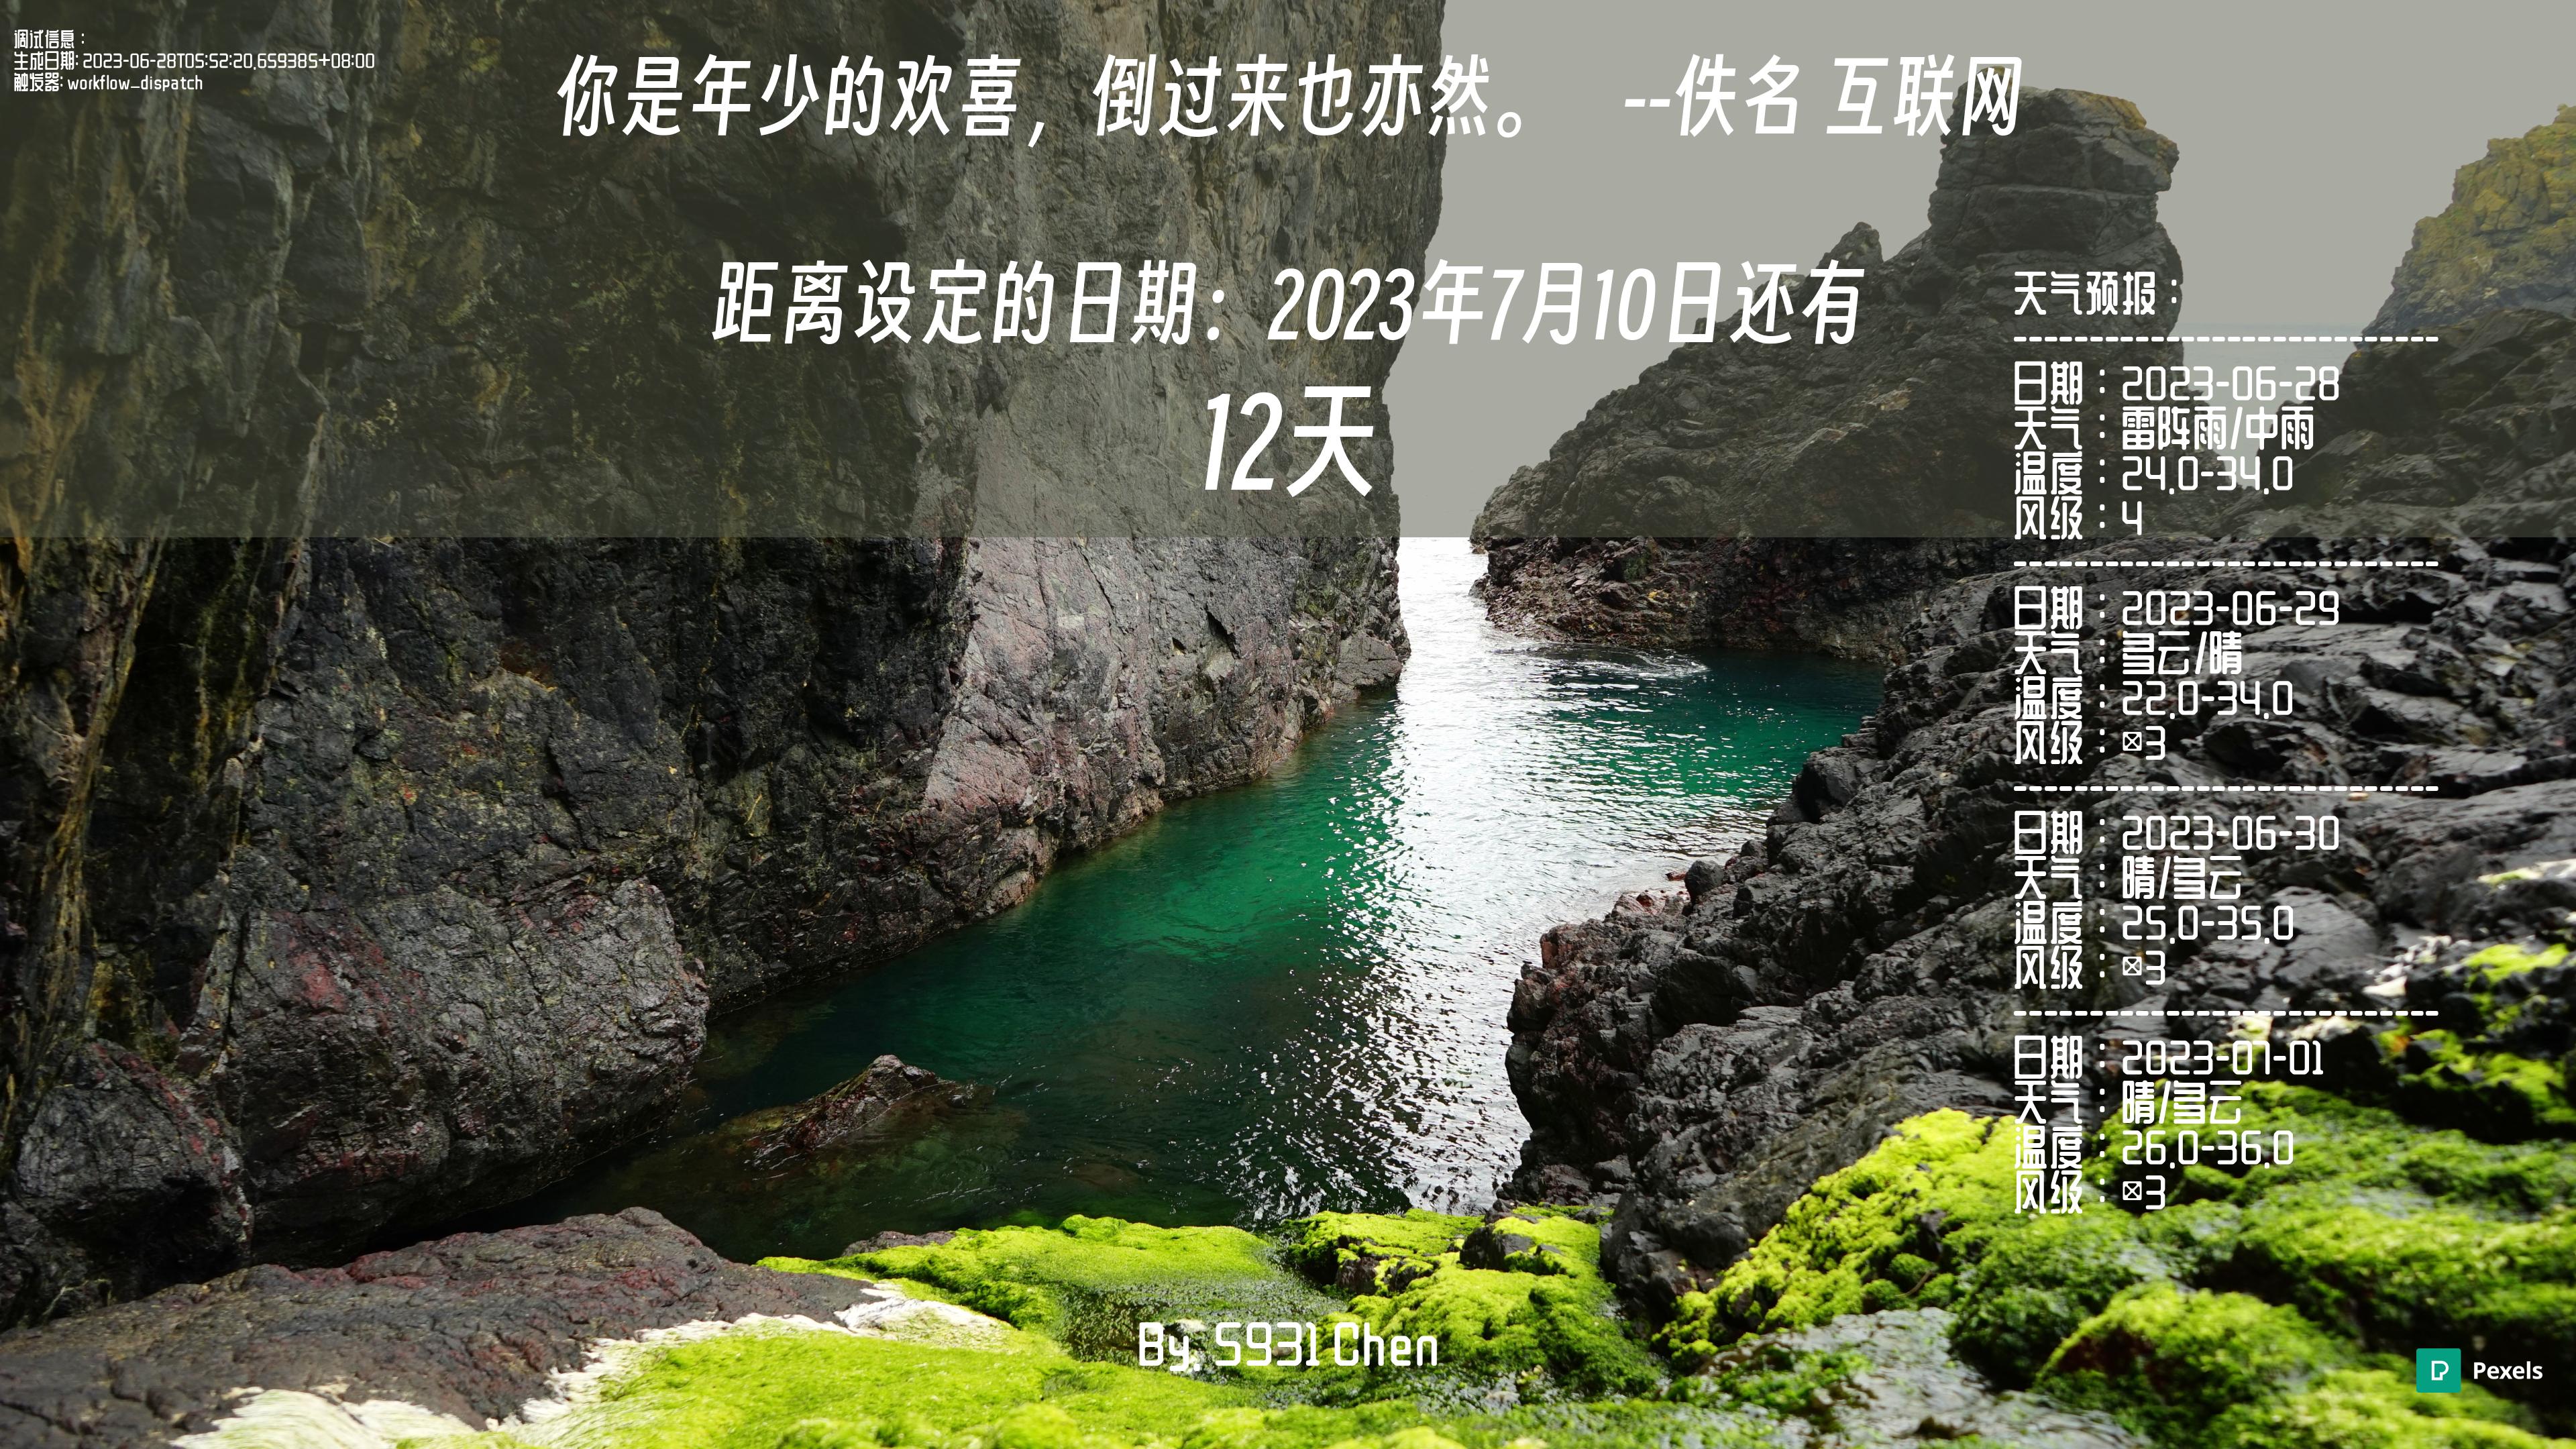 调试信息：
生成日期: 2023-06-28T05:52:20.659385+08:00
触发器: workflow_dispatch
你是年少的欢喜，倒过来也亦然。 --佚名 互联网
距离设定的日期：2023年7月10日还有
12天
天气预报：
------------------------
日期：2023-06-28
天气：雷阵雨/中雨
温度：24.0-34.0
风级：4
------------------------
日期：2023-06-29
天气：多云/晴
温度：22.0-34.0
风级：☒3
------------------------
日期：2023-06-30
天气：晴/多云
温度：25.0-35.0
风级：☒3
------------------------
日期：2023-07-01
天气：晴/多云
温度：26.0-36.0
风级：☒3
By. 5931 Chen
Pexels